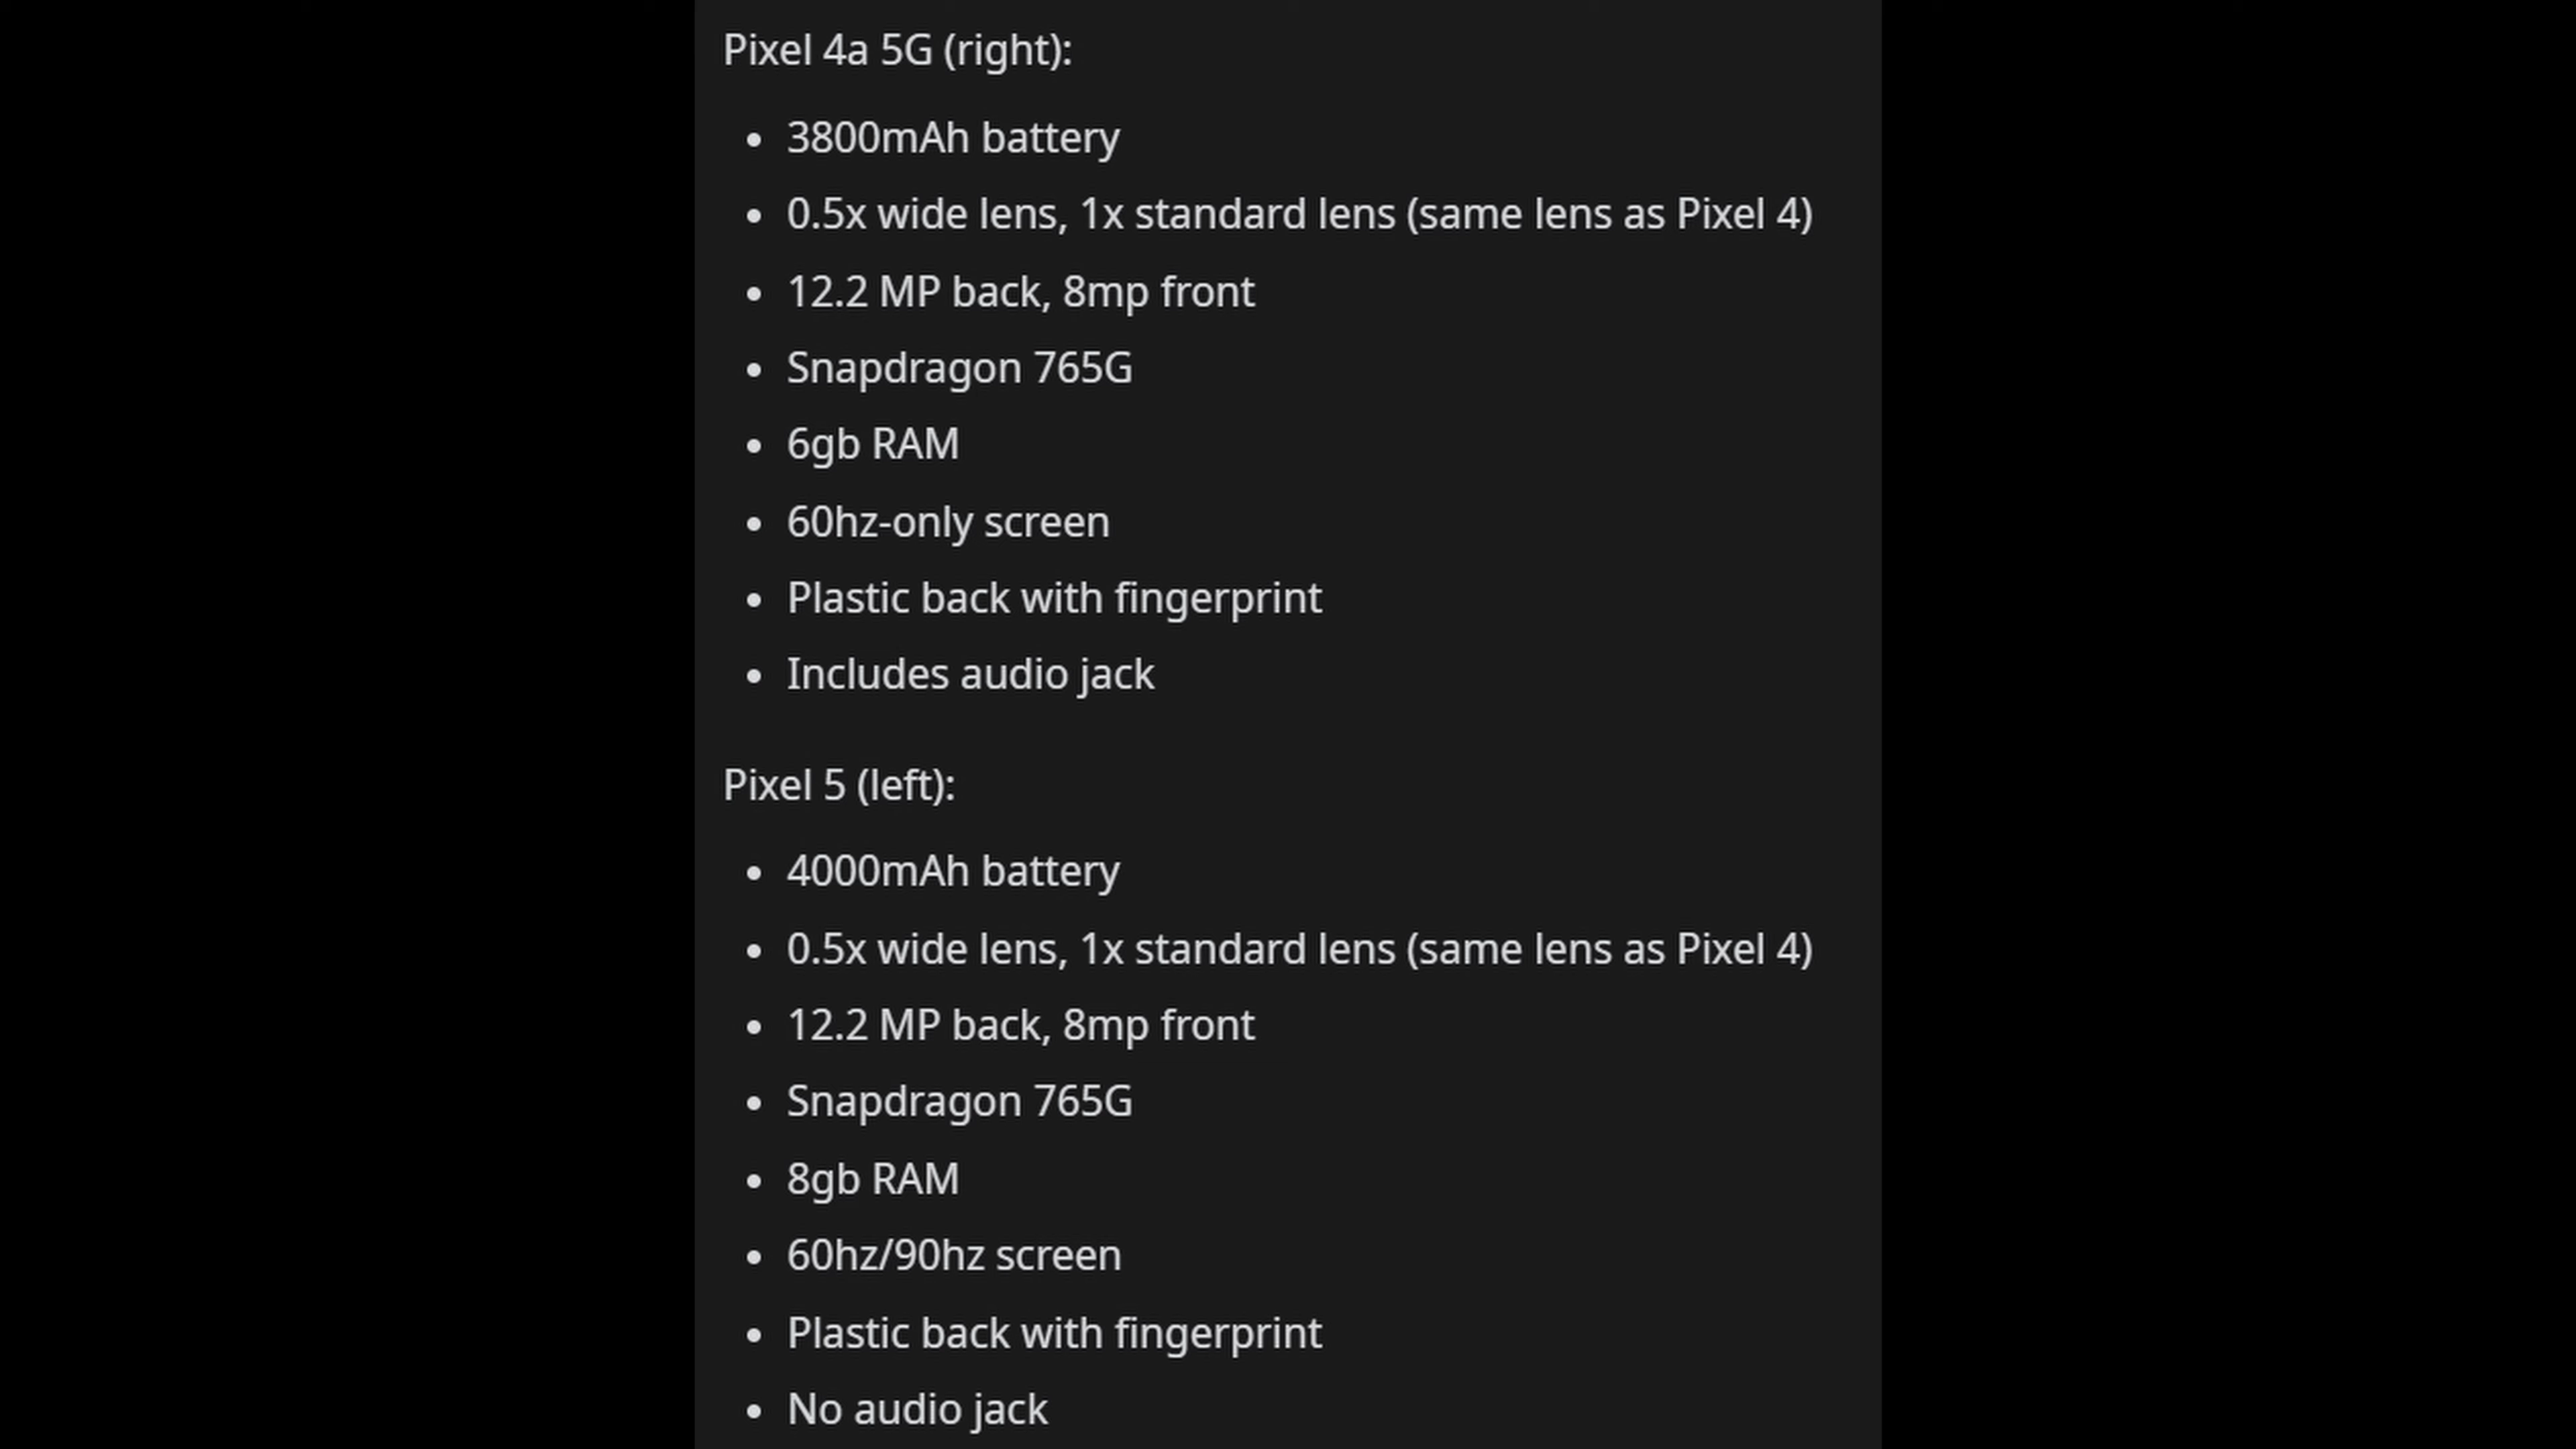 Pixel 4a 5G (right):
• 3800mAh battery
• 0.5x wide lens, 1x standard lens (same lens as Pixel 4)
• 12.2 MP back, 8mp front
• Snapdragon 765G
• 6gb RAM
• 60hz-only screen
• Plastic back with fingerprint
• Includes audio jack
Pixel 5 (left):
• 4000mAh battery
• 0.5x wide lens, 1x standard lens (same lens as Pixel 4)
• 12.2 MP back, 8mp front
• Snapdragon 765G
• 8gb RAM
• 60hz/90hz screen
• Plastic back with fingerprint
• No audio jack